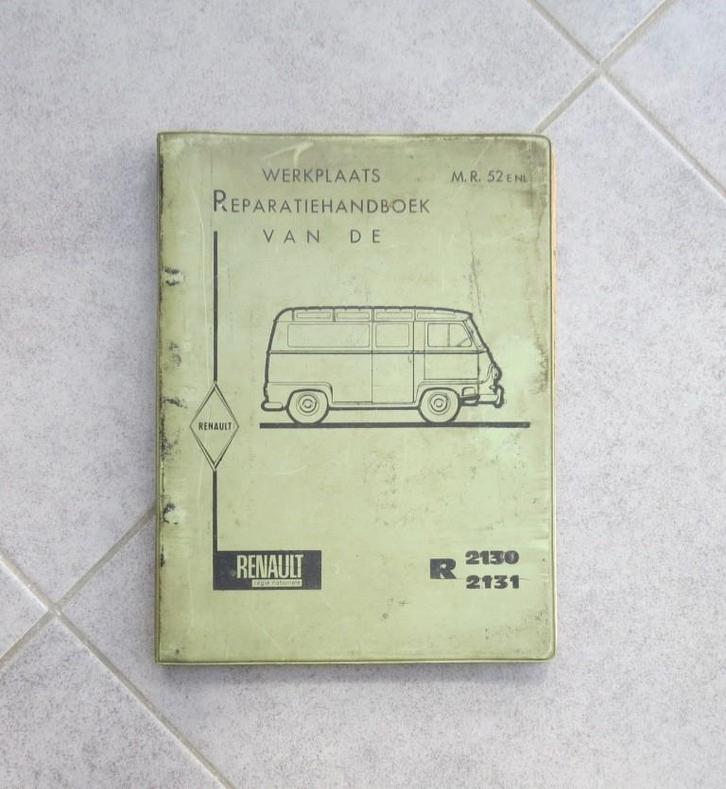 WERKPLAATS
M.R. 52 E NL
REPARATIEHANDBOEK
VAN DE
RENAULT
RENAULT
régie nationale
R 2130
2131